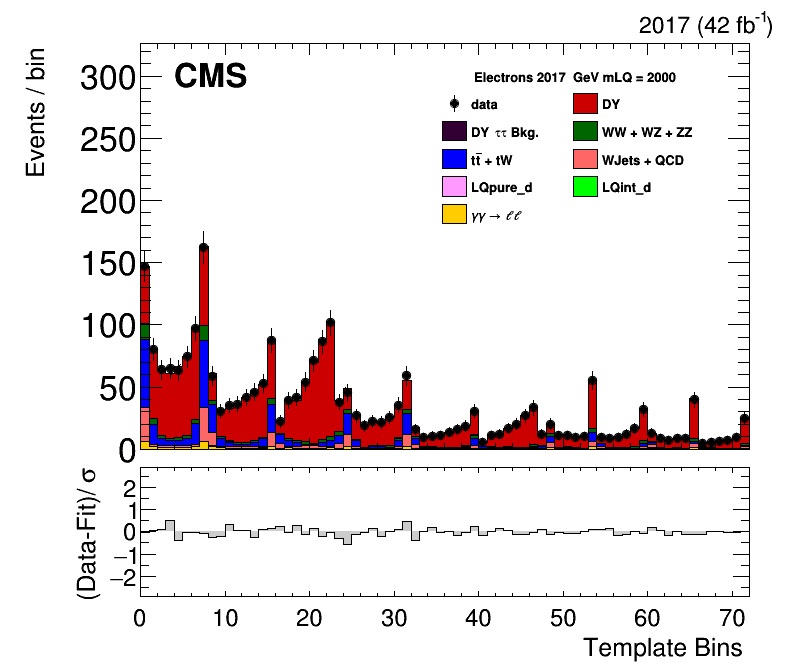 2017 (42 fb-1)
Events / bin
CMS
Electrons 2017 GeV mLQ = 2000
data
DY
DY ττ Bkg.
WW + WZ + ZZ
tt̄ + tW
WJets + QCD
LQpure_d
LQint_d
γγ → ℓℓ
300
250
200
150
100
50
0
(Data-Fit)/ σ
2
1
0
−1
−2
0 10 20 30 40 50 60 70
Template Bins